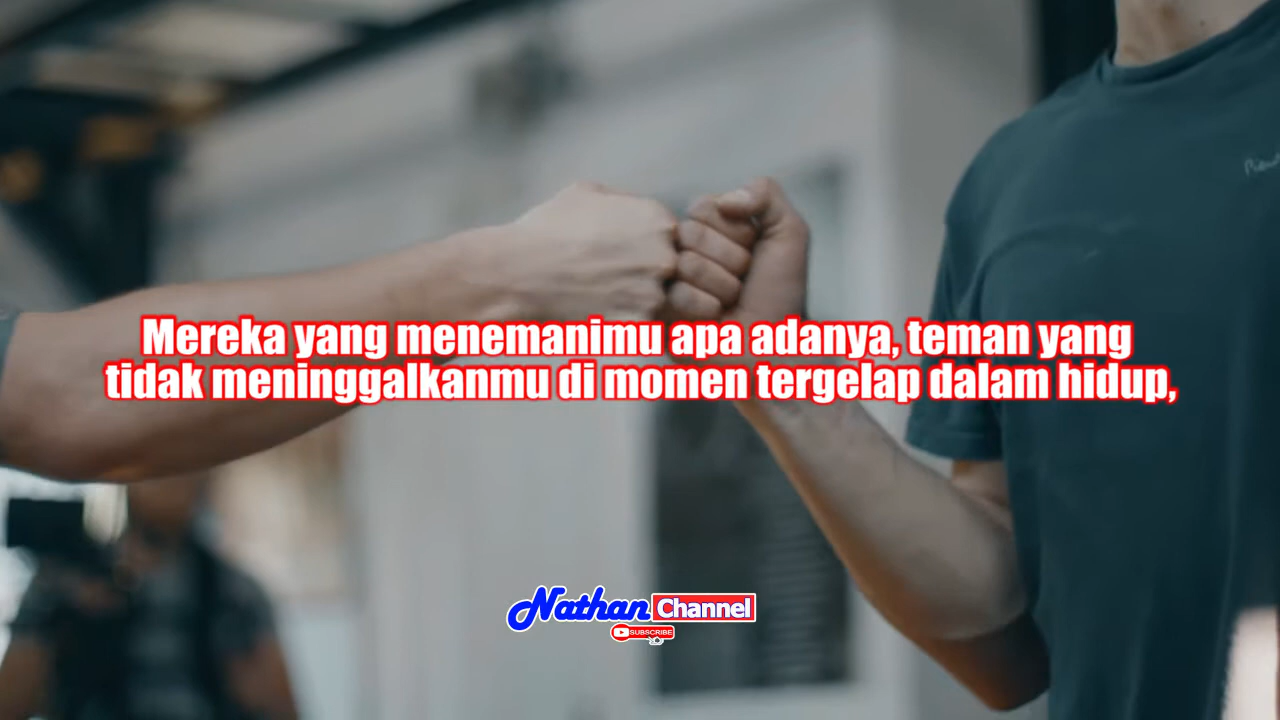 Mereka yang menemanimu apa adanya, teman yang
tidak meninggalkanmu di momen tergelap dalam hidup,
Nathan Channel
SUBSCRIBE